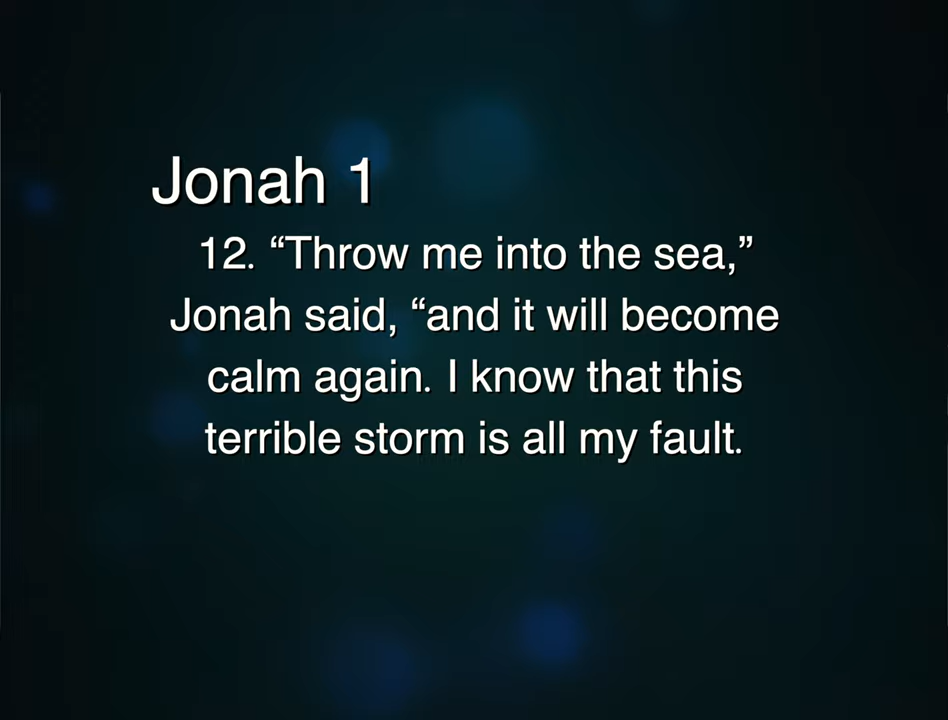 Jonah 1
12. “Throw me into the sea,”
Jonah said, “and it will become
calm again. I know that this
terrible storm is all my fault.